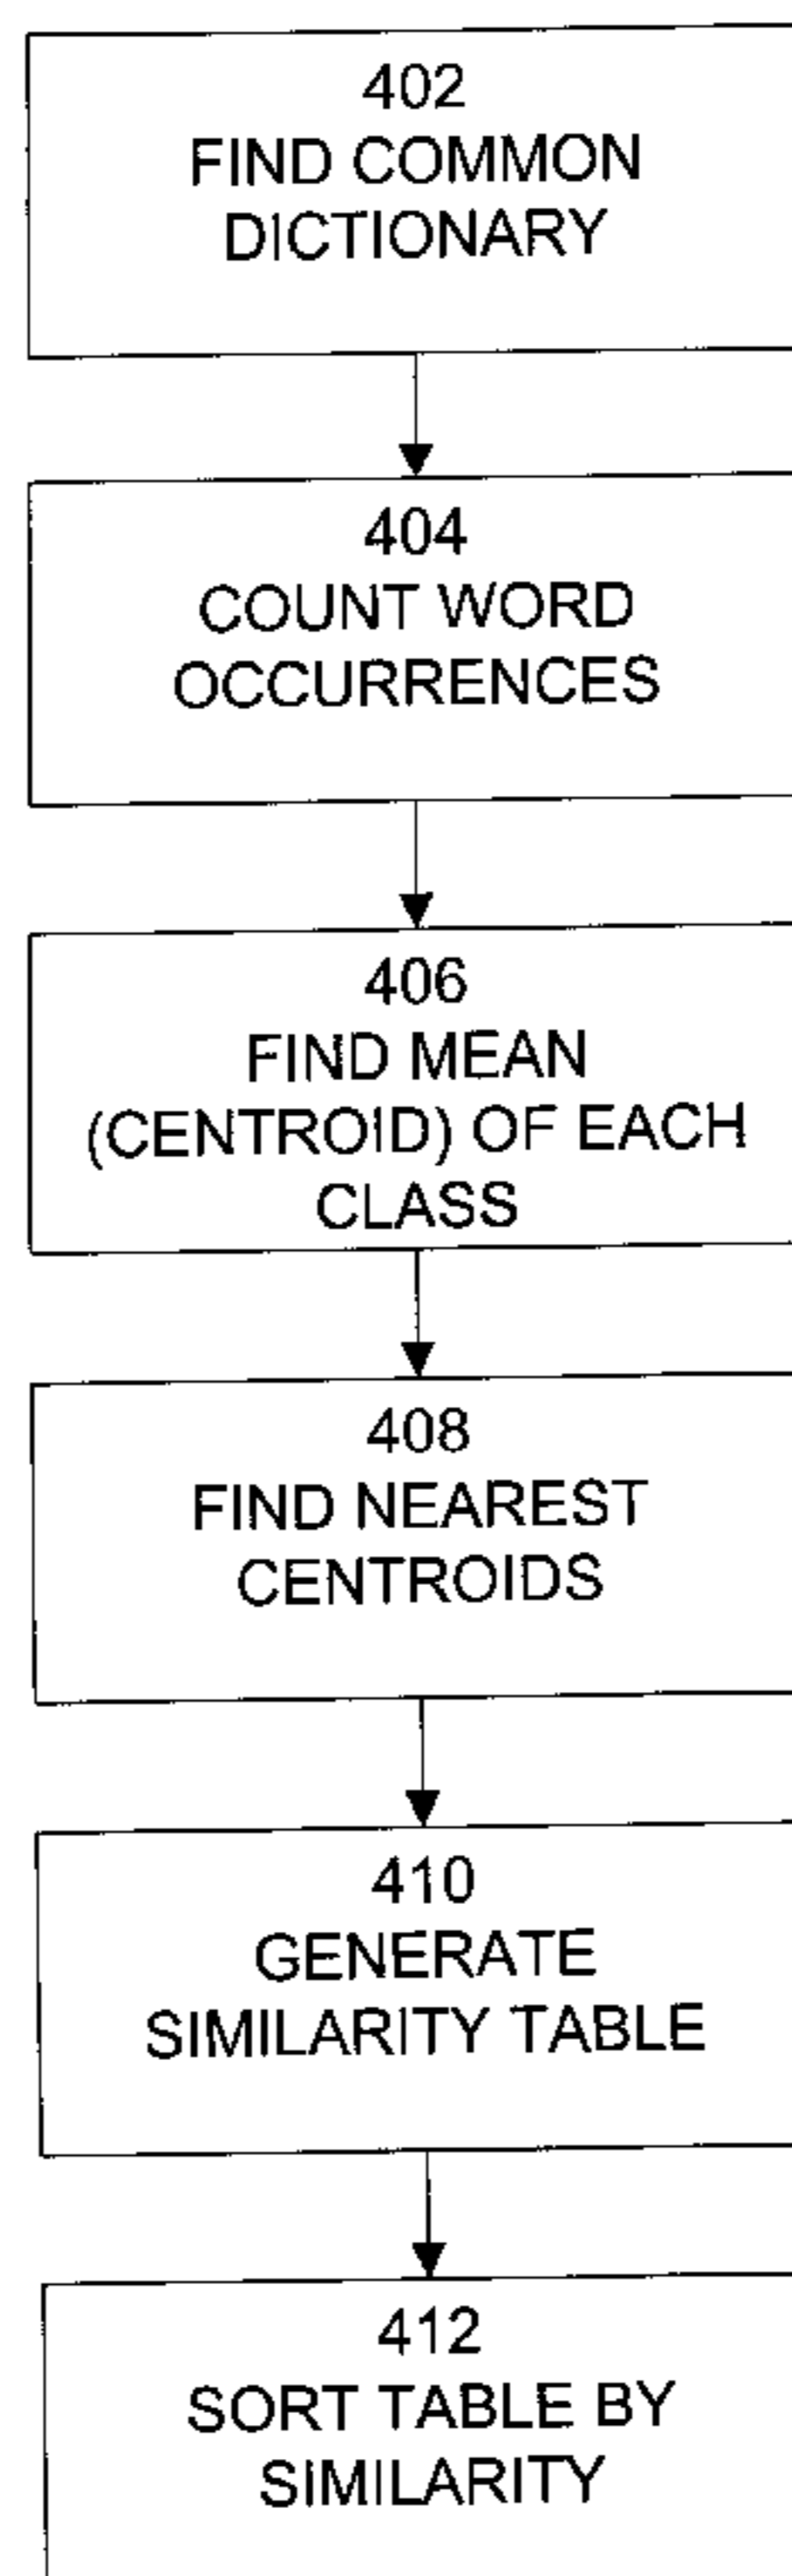 402
FIND COMMON
DICTIONARY
404
COUNT WORD
OCCURRENCES
406
FIND MEAN
(CENTROID) OF EACH
CLASS
408
FIND NEAREST
CENTROIDS
410
GENERATE
SIMILARITY TABLE
412
SORT TABLE BY
SIMILARITY